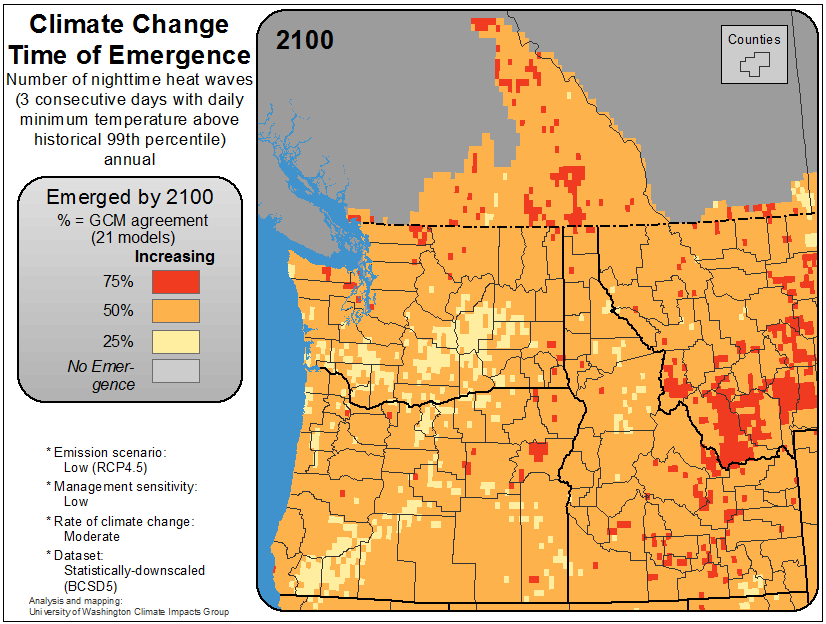 Climate Change
Time of Emergence
Number of nighttime heat waves
(3 consecutive days with daily
minimum temperature above
historical 99th percentile)
annual
Emerged by 2100
% = GCM agreement
(21 models)
Increasing
75%
50%
25%
No Emer-
gence
* Emission scenario:
Low (RCP4.5)
* Management sensitivity:
Low
* Rate of climate change:
Moderate
* Dataset:
Statistically-downscaled
(BCSD5)
Analysis and mapping:
University of Washington Climate Impacts Group
2100
Counties